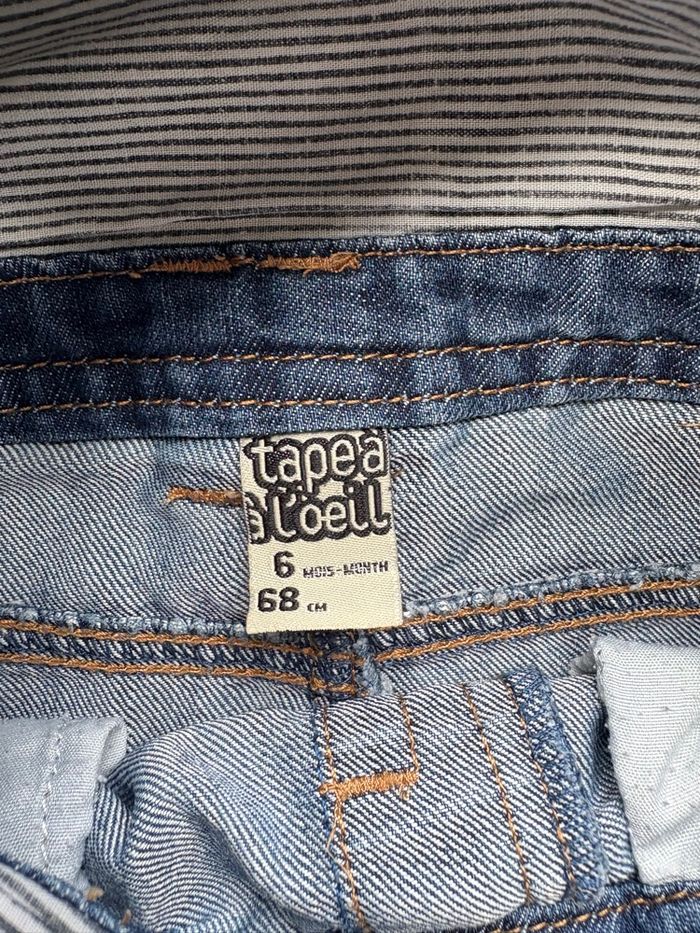 tape à
à l'oeil
6 MOIS-MONTH
68 CM